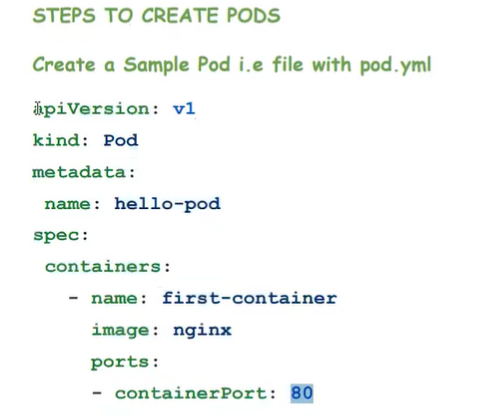 STEPS TO CREATE PODS
Create a Sample Pod i.e file with pod.yml
apiVersion: v1
kind: Pod
metadata:
 name: hello-pod
spec:
 containers:
   - name: first-container
     image: nginx
     ports:
     - containerPort: 80